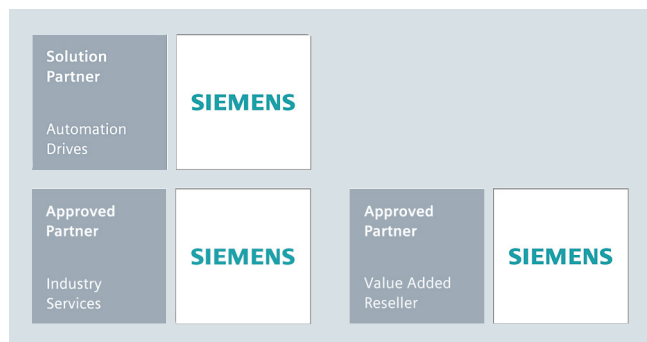 Solution
Partner
SIEMENS
Automation
Drives
Approved
Partner
SIEMENS
Industry
Services
Approved
Partner
SIEMENS
Value Added
Reseller